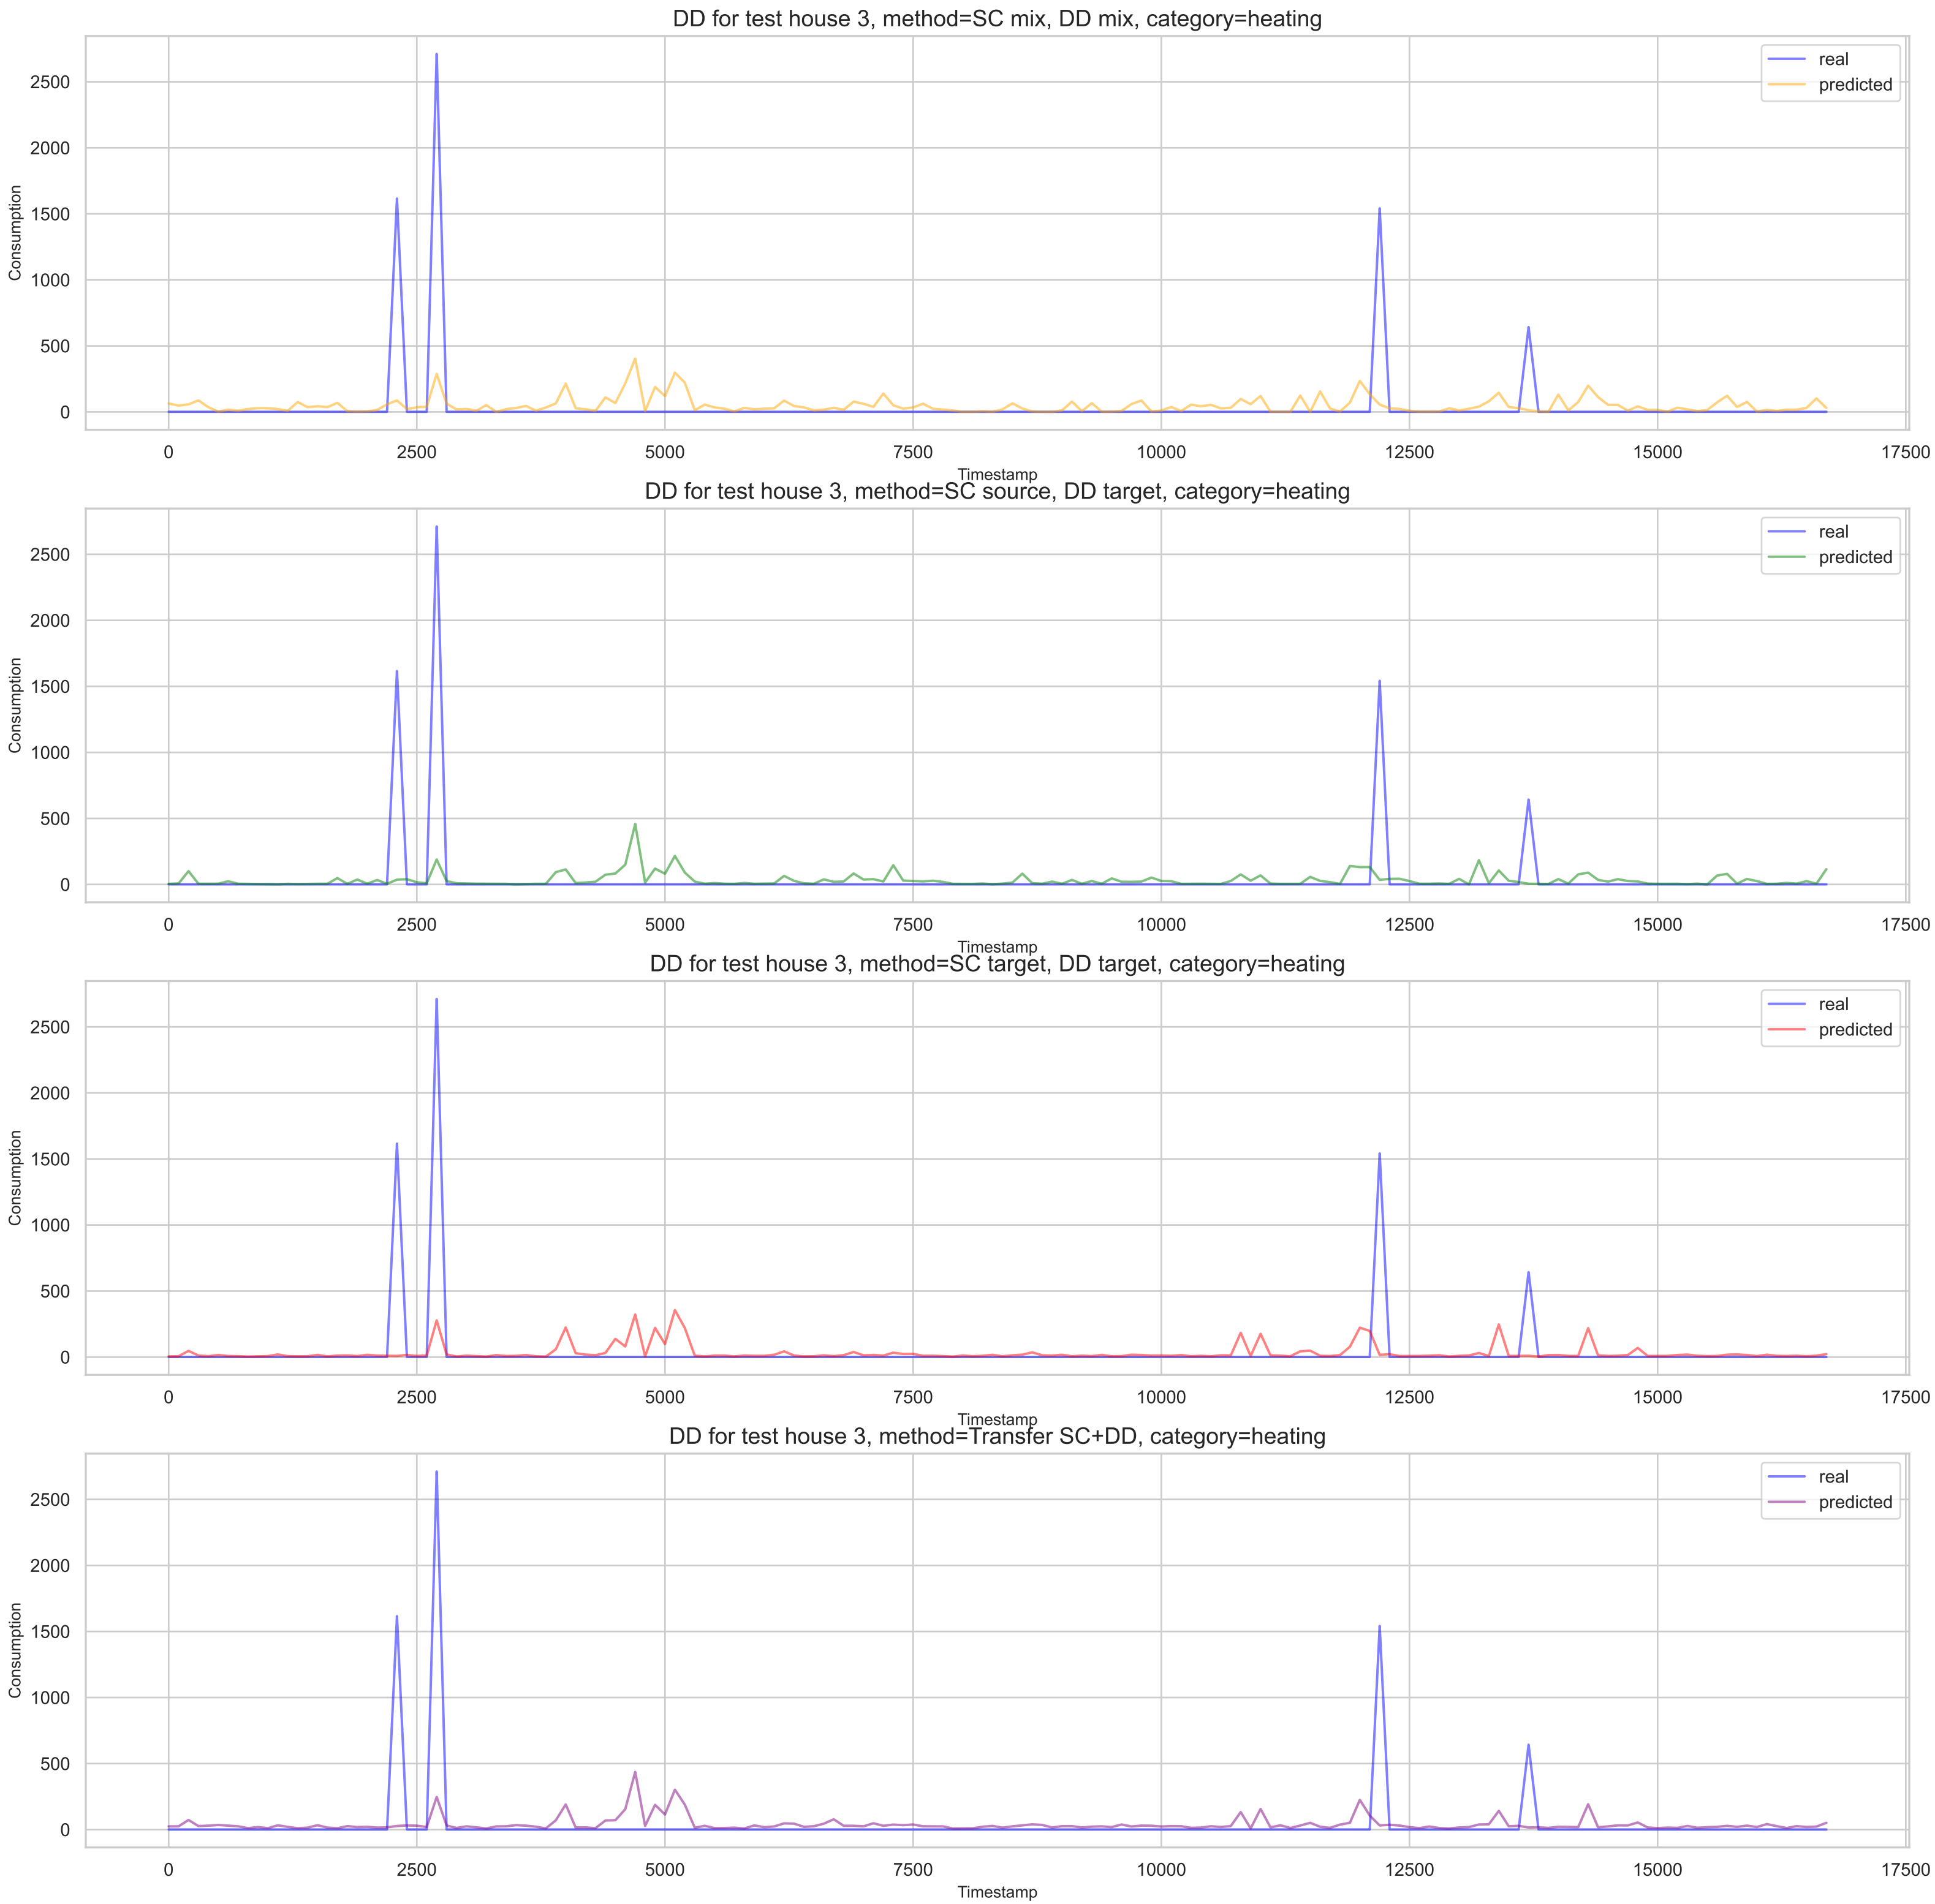 DD for test house 3, method=SC mix, DD mix, category=heating
real
predicted
2500
2000
1500
1000
500
0
Consumption
0 2500 5000 7500 10000 12500 15000 17500
Timestamp
DD for test house 3, method=SC source, DD target, category=heating
real
predicted
2500
2000
1500
1000
500
0
Consumption
0 2500 5000 7500 10000 12500 15000 17500
Timestamp
DD for test house 3, method=SC target, DD target, category=heating
real
predicted
2500
2000
1500
1000
500
0
Consumption
0 2500 5000 7500 10000 12500 15000 17500
Timestamp
DD for test house 3, method=Transfer SC+DD, category=heating
real
predicted
2500
2000
1500
1000
500
0
Consumption
0 2500 5000 7500 10000 12500 15000 17500
Timestamp